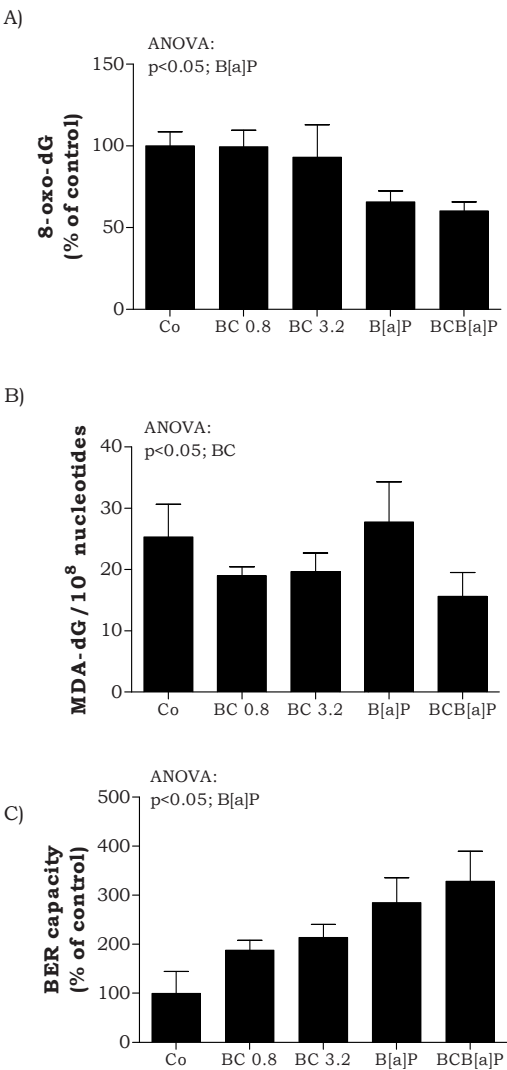 A)
ANOVA:
p<0.05; B[a]P
8-oxo-dG
(% of control)
150
100
50
0
Co BC 0.8 BC 3.2 B[a]P BCB[a]P
B)
ANOVA:
p<0.05; BC
MDA-dG/10⁸ nucleotides
40
30
20
10
0
Co BC 0.8 BC 3.2 B[a]P BCB[a]P
C)
ANOVA:
p<0.05; B[a]P
BER capacity
(% of control)
500
400
300
200
100
0
Co BC 0.8 BC 3.2 B[a]P BCB[a]P